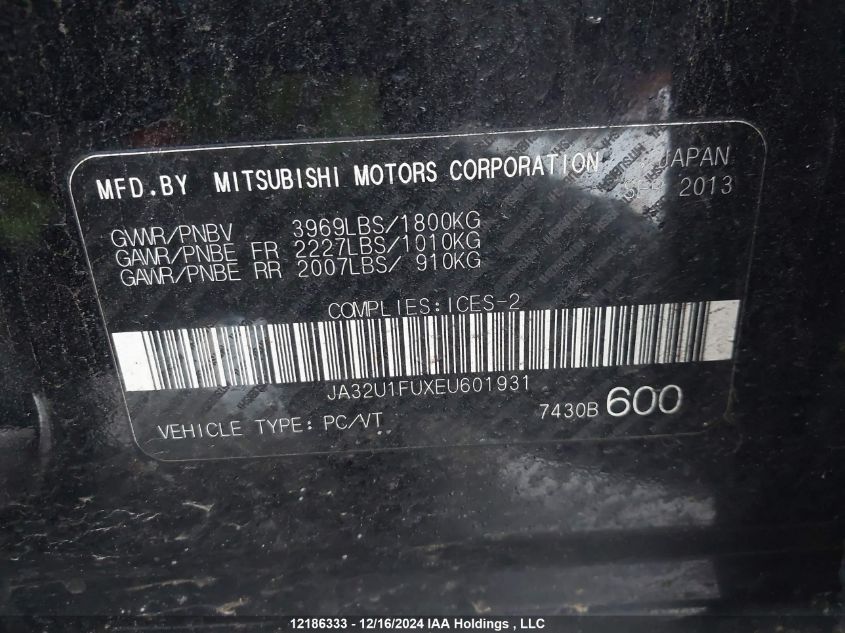 MFD.BY MITSUBISHI MOTORS CORPORATION JAPAN
SEP 2013
GVWR/PNBV 3969LBS/1800KG
GAWR/PNBE FR 2227LBS/1010KG
GAWR/PNBE RR 2007LBS/ 910KG
COMPLIES:ICES-2
JA32U1FUXEU601931
VEHICLE TYPE: PC/VT 7430B 600
12186333 - 12/16/2024 IAA Holdings , LLC